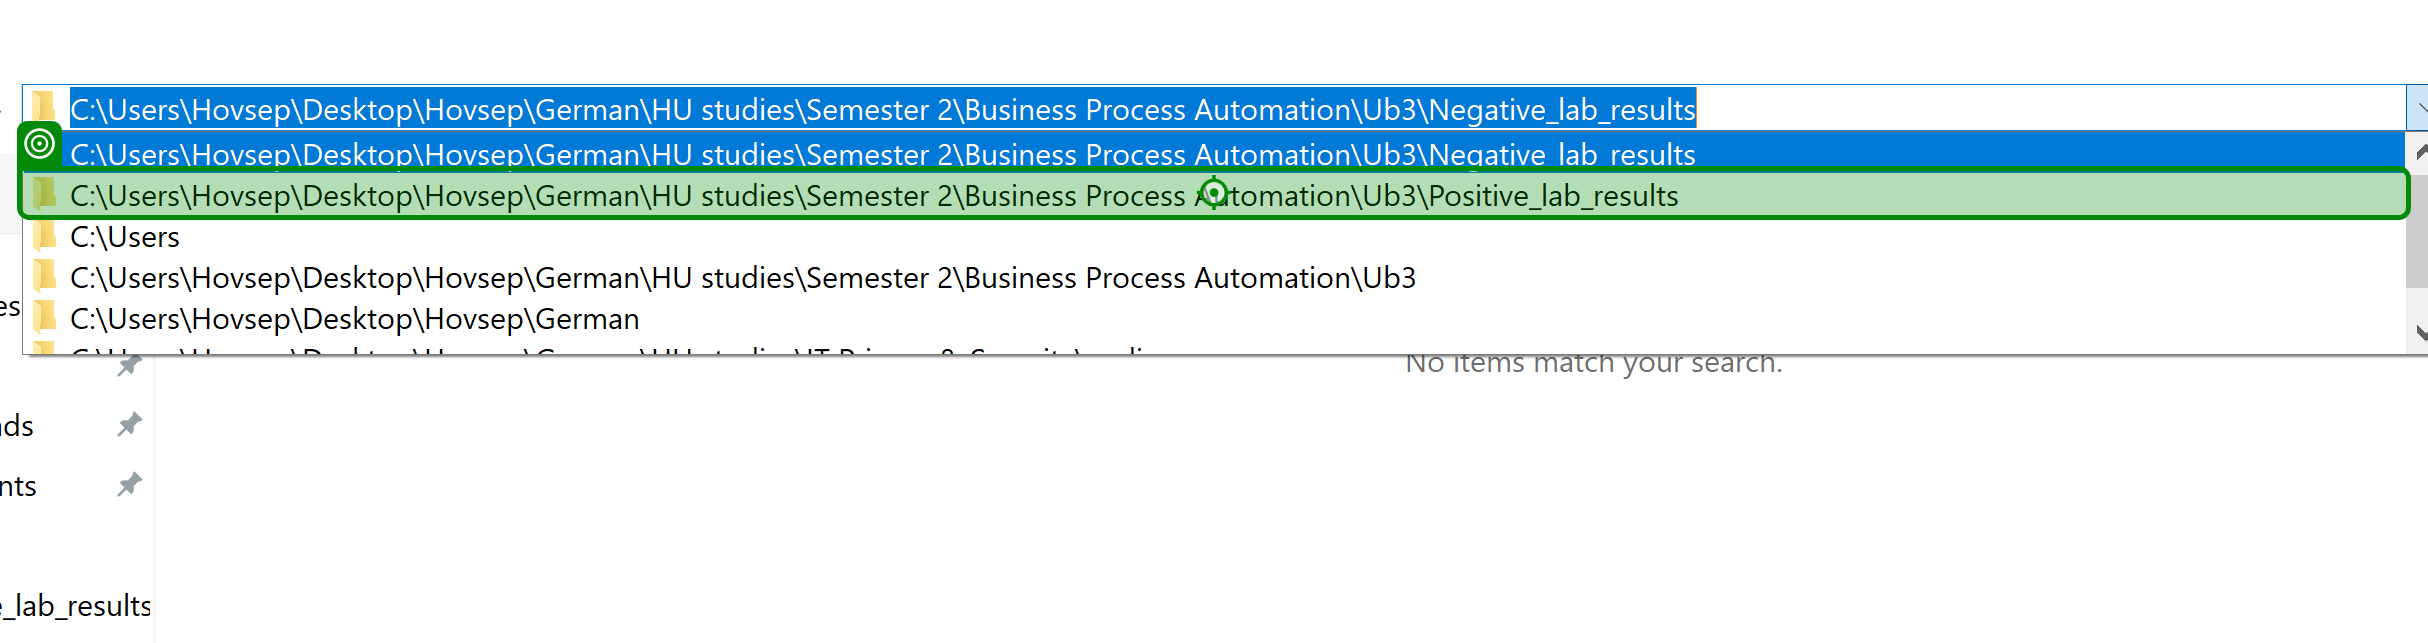 C:\Users\Hovsep\Desktop\Hovsep\German\HU studies\Semester 2\Business Process Automation\Ub3\Negative_lab_results
C:\Users\Hovsep\Desktop\Hovsep\German\HU studies\Semester 2\Business Process Automation\Ub3\Negative_lab_results
C:\Users\Hovsep\Desktop\Hovsep\German\HU studies\Semester 2\Business Process Automation\Ub3\Positive_lab_results
C:\Users
C:\Users\Hovsep\Desktop\Hovsep\German\HU studies\Semester 2\Business Process Automation\Ub3
es
C:\Users\Hovsep\Desktop\Hovsep\German
No items match your search.
ds
nts
_lab_results